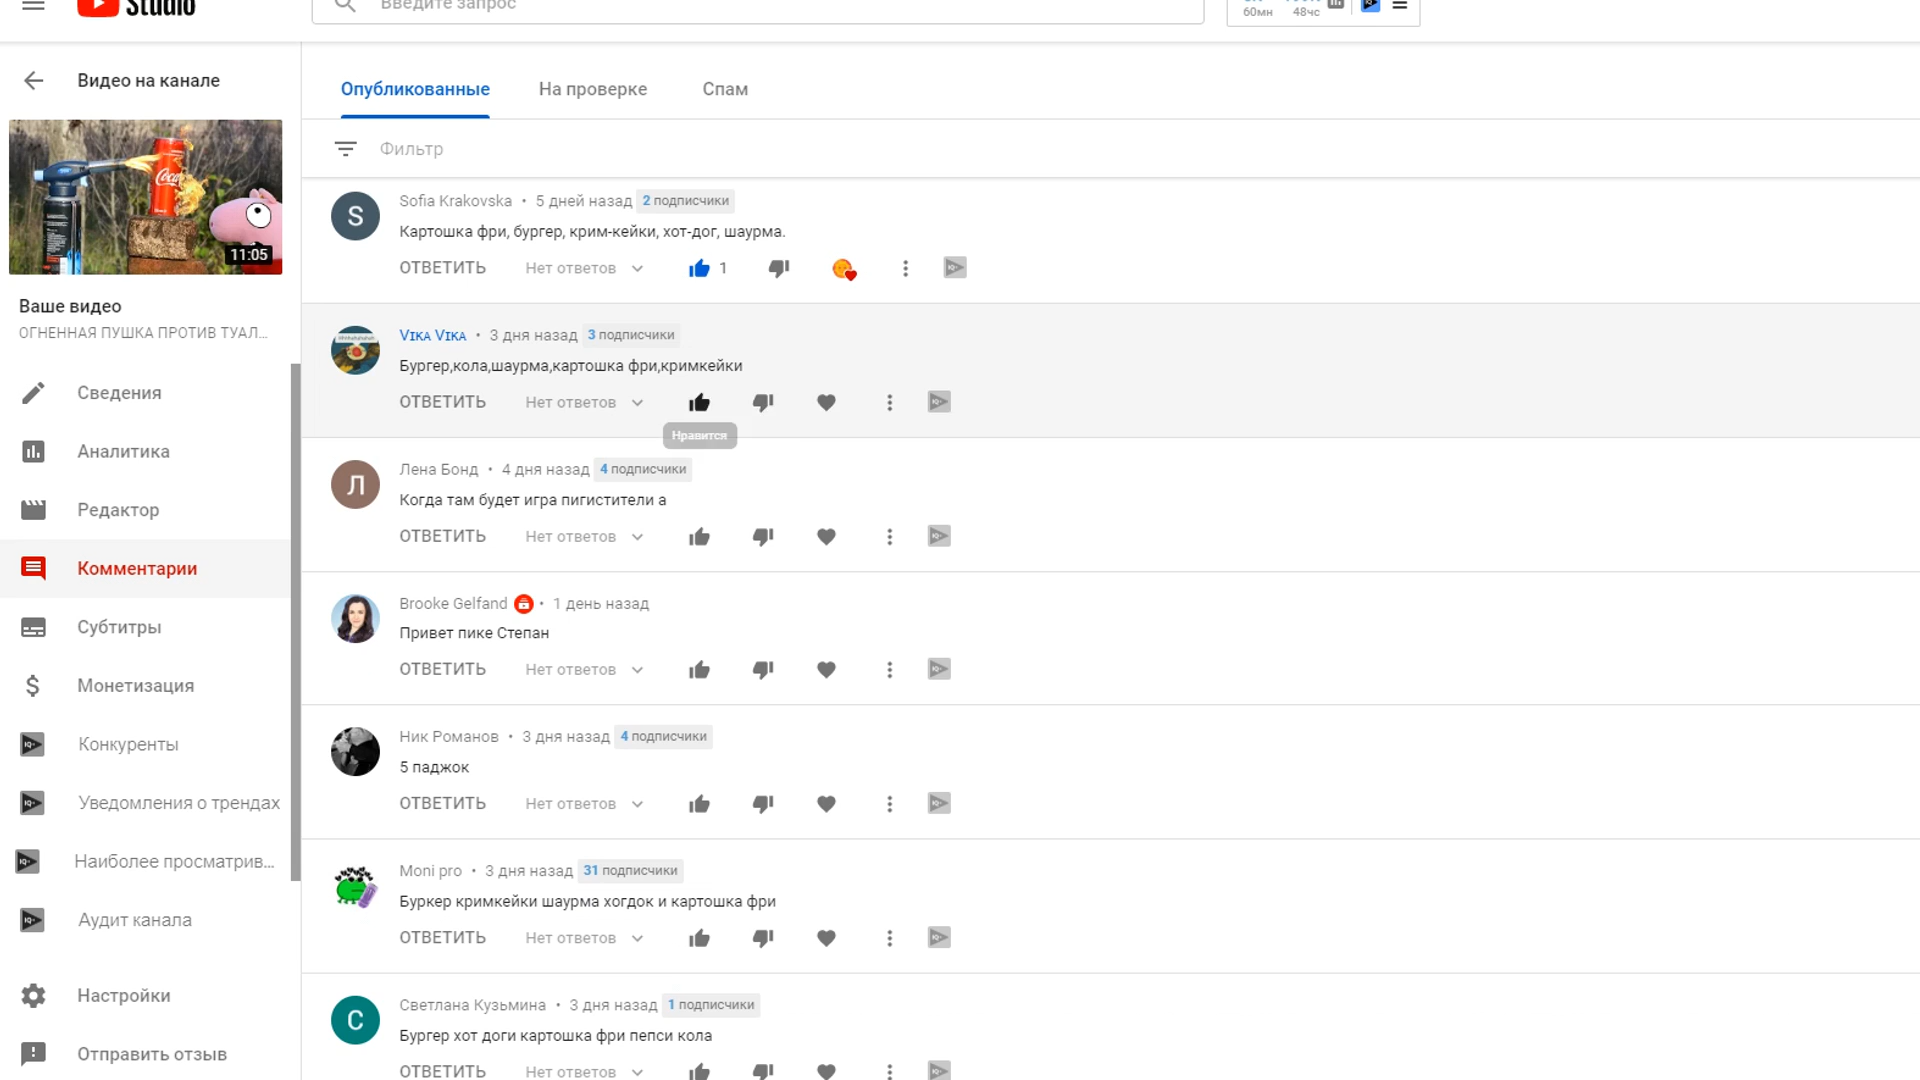 Studio
Введите запрос
60мн 48чс
Видео на канале
11:05
Ваше видео
ОГНЕННАЯ ПУШКА ПРОТИВ ТУАЛ...
Сведения
Аналитика
Редактор
Комментарии
Субтитры
Монетизация
Конкуренты
Уведомления о трендах
Наиболее просматрив...
Аудит канала
Настройки
Отправить отзыв
Опубликованные На проверке Спам
Фильтр
S
Sofia Krakovska • 5 дней назад 2 подписчики
Картошка фри, бургер, крим-кейки, хот-дог, шаурма.
ОТВЕТИТЬ Нет ответов 1
Vɪᴋᴀ Vɪᴋᴀ • 3 дня назад 3 подписчики
Бургер,кола,шаурма,картошка фри,кримкейки
ОТВЕТИТЬ Нет ответов
Нравится
Л
Лена Бонд • 4 дня назад 4 подписчики
Когда там будет игра пигистители а
ОТВЕТИТЬ Нет ответов
Brooke Gelfand • 1 день назад
Привет пике Степан
ОТВЕТИТЬ Нет ответов
Ник Романов • 3 дня назад 4 подписчики
5 паджок
ОТВЕТИТЬ Нет ответов
Moni pro • 3 дня назад 31 подписчики
Буркер кримкейки шаурма хогдок и картошка фри
ОТВЕТИТЬ Нет ответов
С
Светлана Кузьмина • 3 дня назад 1 подписчики
Бургер хот доги картошка фри пепси кола
ОТВЕТИТЬ Нет ответов